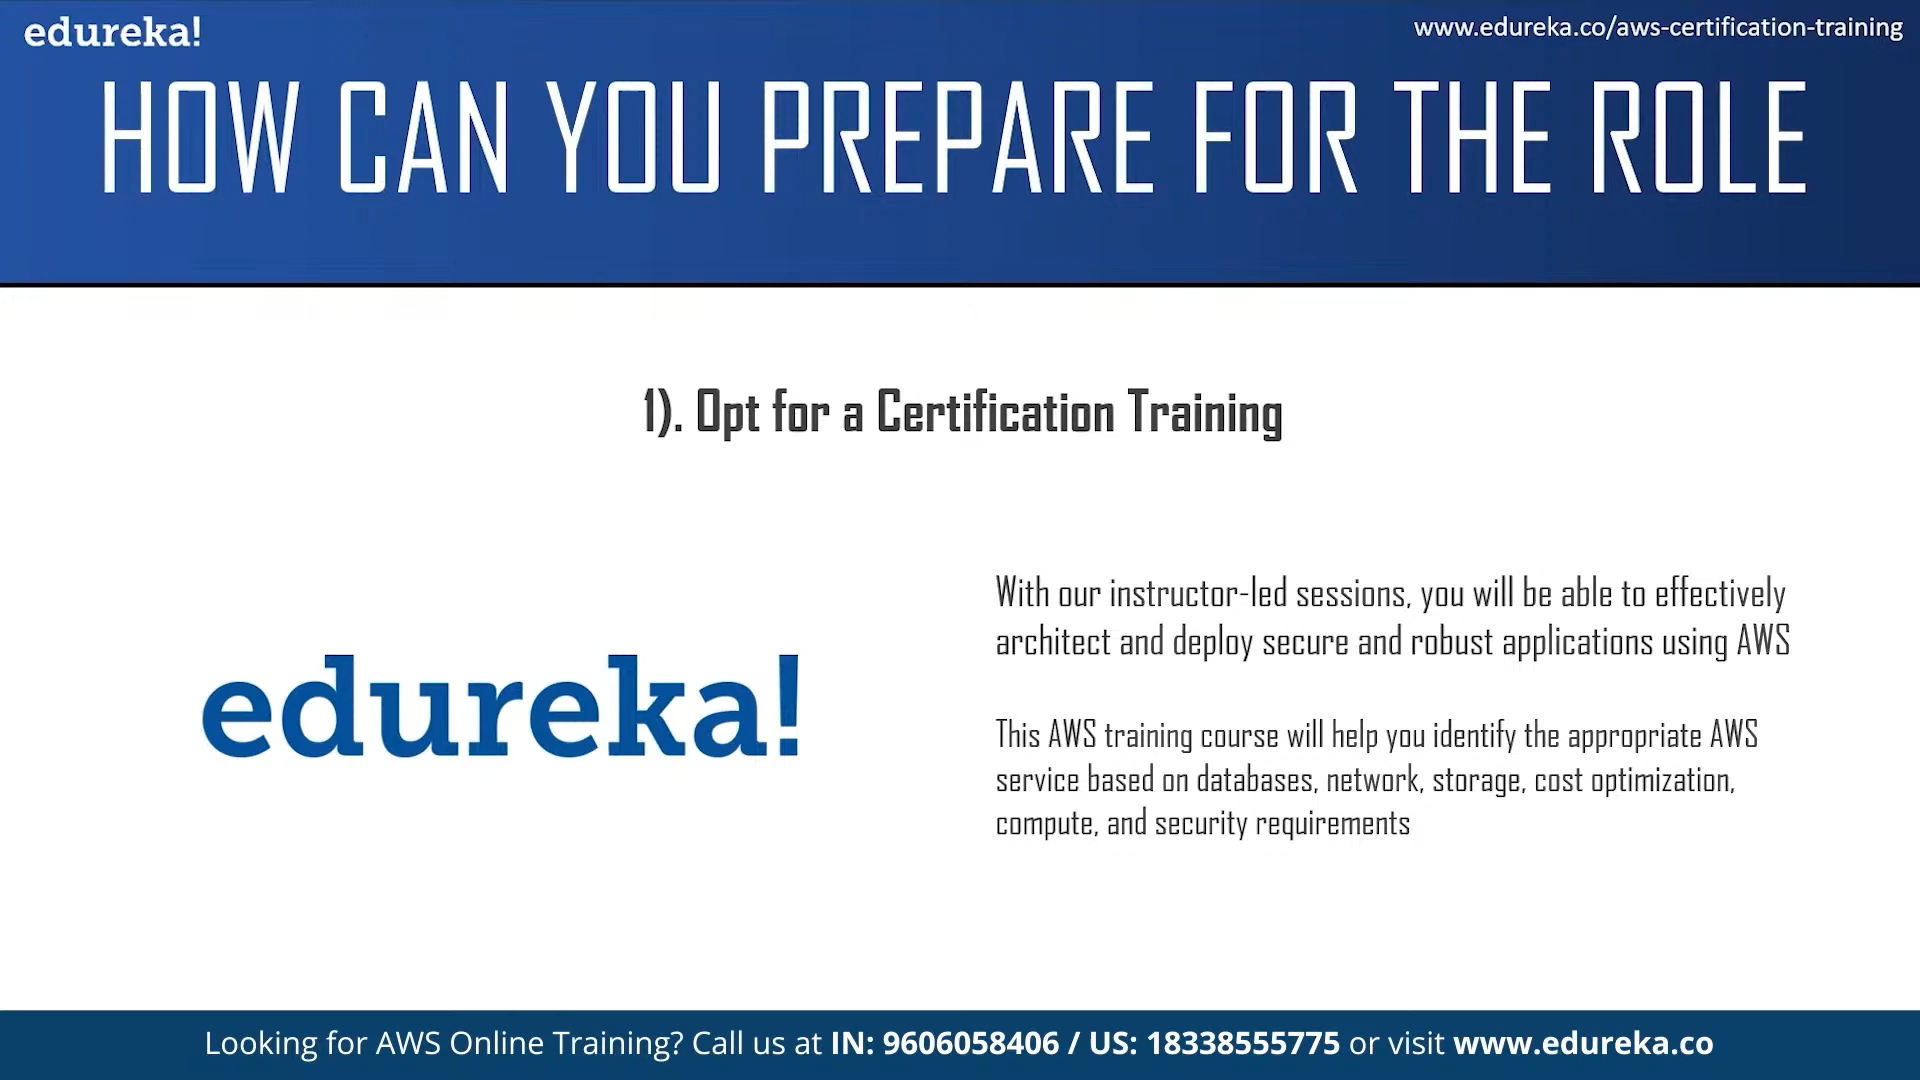 edureka!
www.edureka.co/aws-certification-training
HOW CAN YOU PREPARE FOR THE ROLE
1). Opt for a Certification Training
edureka!
With our instructor-led sessions, you will be able to effectively
architect and deploy secure and robust applications using AWS
This AWS training course will help you identify the appropriate AWS
service based on databases, network, storage, cost optimization,
compute, and security requirements
Looking for AWS Online Training? Call us at IN: 9606058406 / US: 18338555775 or visit www.edureka.co